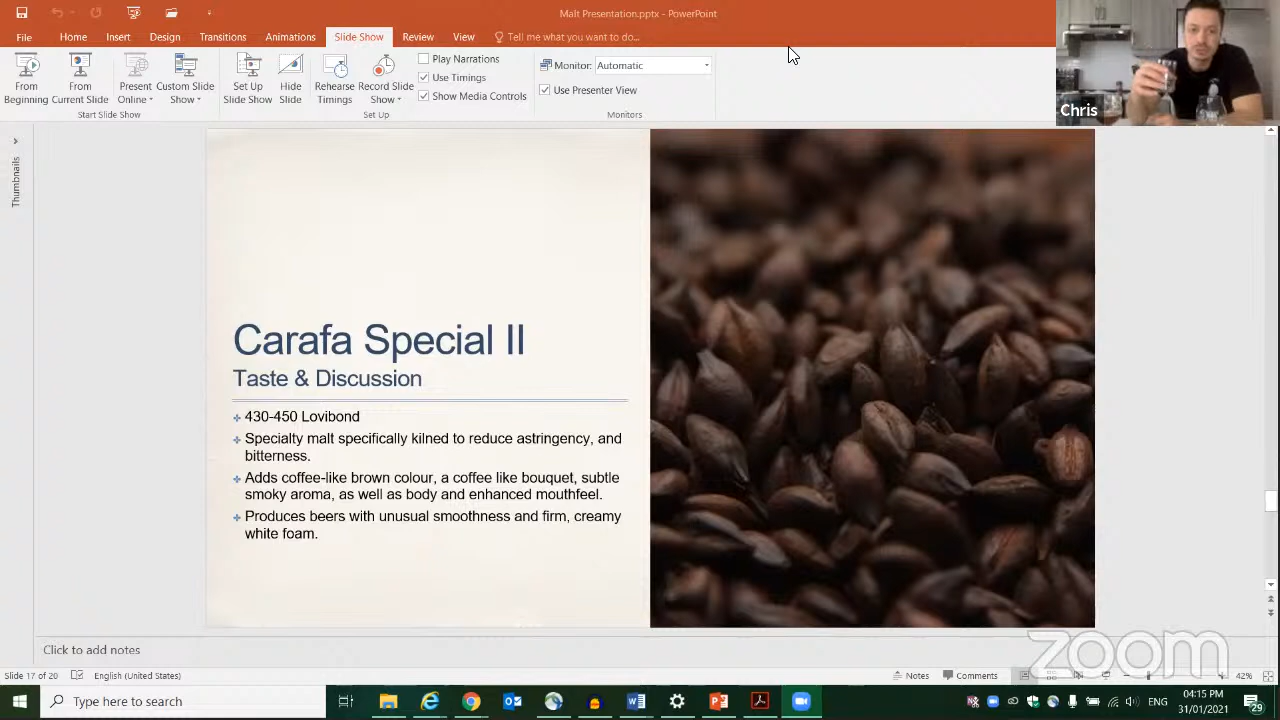 Malt Presentation.pptx - PowerPoint
File Home Insert Design Transitions Animations Slide Show Review View Tell me what you want to do...
From Beginning
From Current Slide
Present Online
Custom Slide Show
Start Slide Show
Set Up Slide Show
Hide Slide
Rehearse Timings
Record Slide Show
Play Narrations
Use Timings
Show Media Controls
Set Up
Monitor: Automatic
Use Presenter View
Monitors
Chris
Thumbnails
Carafa Special II
Taste & Discussion
430-450 Lovibond
Specialty malt specifically kilned to reduce astringency, and
bitterness.
Adds coffee-like brown colour, a coffee like bouquet, subtle
smoky aroma, as well as body and enhanced mouthfeel.
Produces beers with unusual smoothness and firm, creamy
white foam.
Click to add notes
zoom
Slide 17 of 20 English (United States) Notes Comments 42%
Type here to search
ENG
04:15 PM
31/01/2021
29